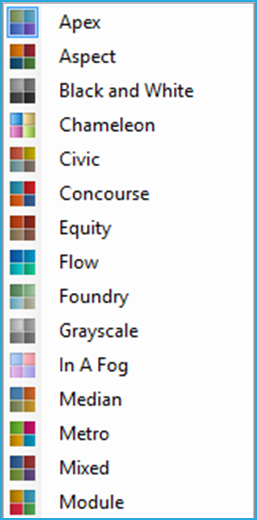 Apex
Aspect
Black and White
Chameleon
Civic
Concourse
Equity
Flow
Foundry
Grayscale
In A Fog
Median
Metro
Mixed
Module